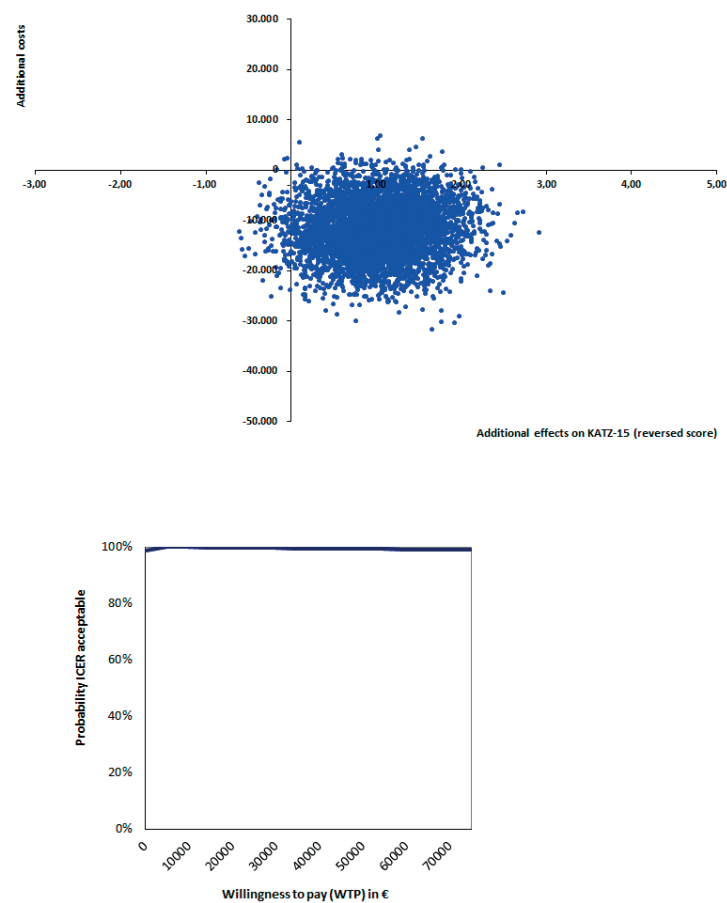 Additional costs
30.000
20.000
10.000
0
-3,00 -2,00 -1,00 - 1,00 2,00 3,00 4,00 5,00
-10.000
-20.000
-30.000
-40.000
-50.000
Additional effects on KATZ-15 (reversed score)
Probability ICER acceptable
100%
80%
60%
40%
20%
0%
0 10000 20000 30000 40000 50000 60000 70000
Willingness to pay (WTP) in €